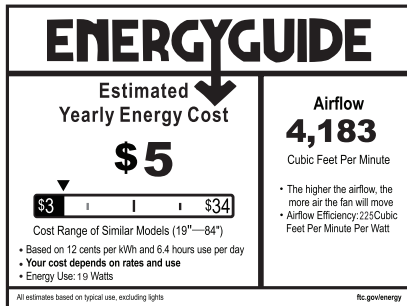 ENERGYGUIDE
Estimated
Yearly Energy Cost
$5
$3
$34
Cost Range of Similar Models (19"—84")
• Based on 12 cents per kWh and 6.4 hours use per day
• Your cost depends on rates and use
• Energy Use: 19 Watts
Airflow
4,183
Cubic Feet Per Minute
• The higher the airflow, the
more air the fan will move
• Airflow Efficiency:225Cubic
Feet Per Minute Per Watt
All estimates based on typical use, excluding lights
ftc.gov/energy